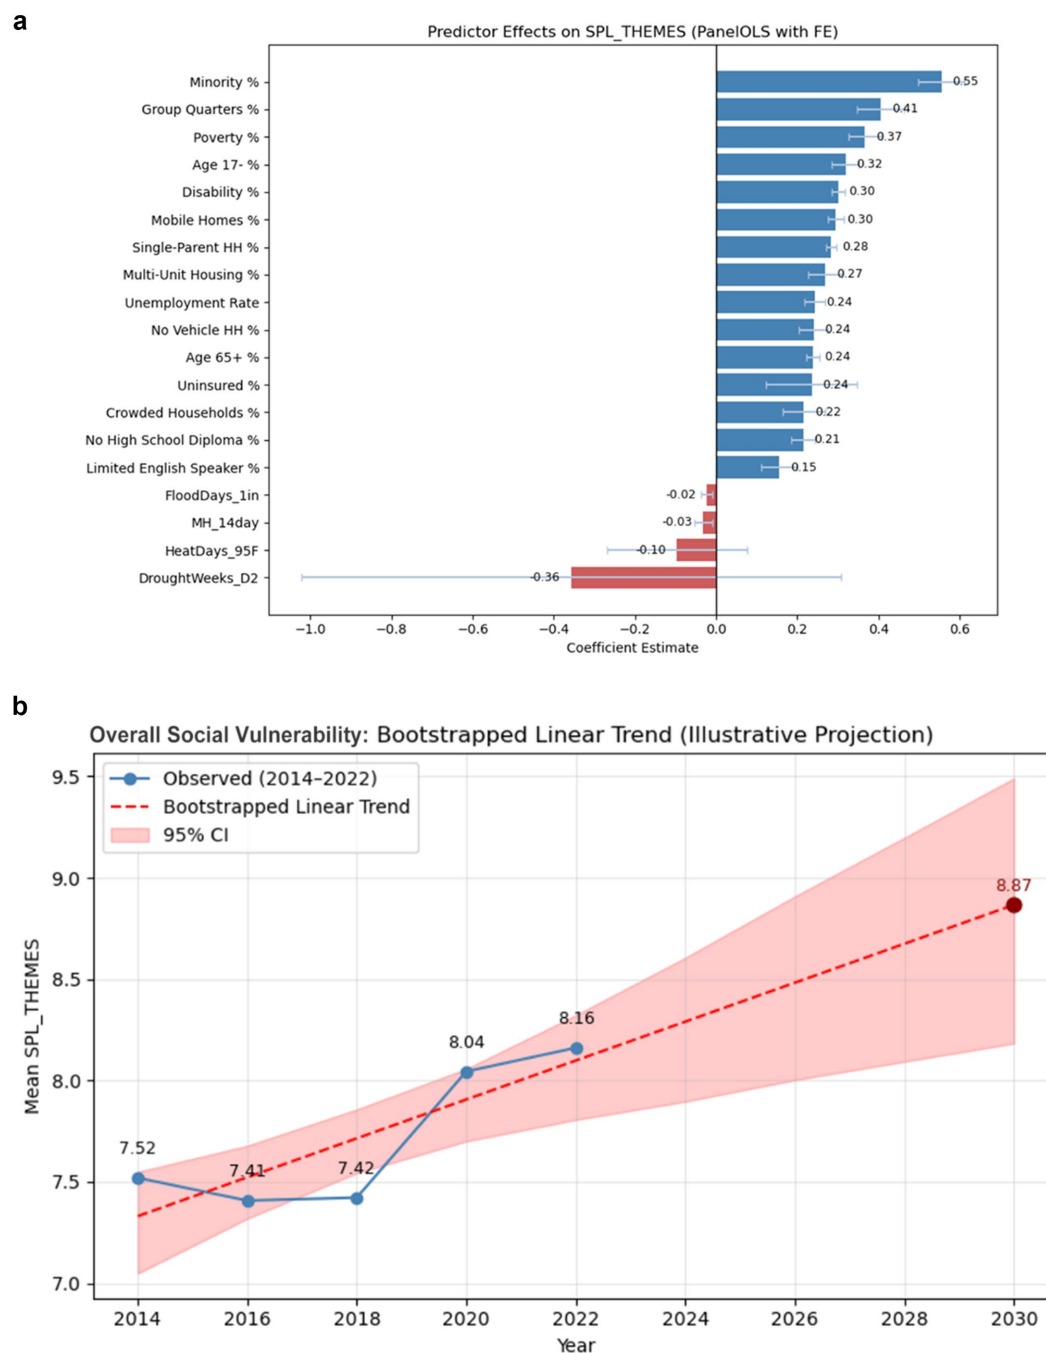 a
Predictor Effects on SPL_THEMES (PanelOLS with FE)
Minority %
0.55
Group Quarters %
0.41
Poverty %
0.37
Age 17- %
0.32
Disability %
0.30
Mobile Homes %
0.30
Single-Parent HH %
0.28
Multi-Unit Housing %
0.27
Unemployment Rate
0.24
No Vehicle HH %
0.24
Age 65+ %
0.24
Uninsured %
0.24
Crowded Households %
0.22
No High School Diploma %
0.21
Limited English Speaker %
0.15
FloodDays_1in
-0.02
MH_14day
-0.03
HeatDays_95F
-0.10
DroughtWeeks_D2
-0.36
−1.0 −0.8 −0.6 −0.4 −0.2 0.0 0.2 0.4 0.6
Coefficient Estimate
b
Overall Social Vulnerability: Bootstrapped Linear Trend (Illustrative Projection)
Observed (2014–2022)
Bootstrapped Linear Trend
95% CI
Mean SPL_THEMES
9.5
9.0
8.5
8.0
7.5
7.0
7.52
7.41
7.42
8.04
8.16
8.87
2014 2016 2018 2020 2022 2024 2026 2028 2030
Year